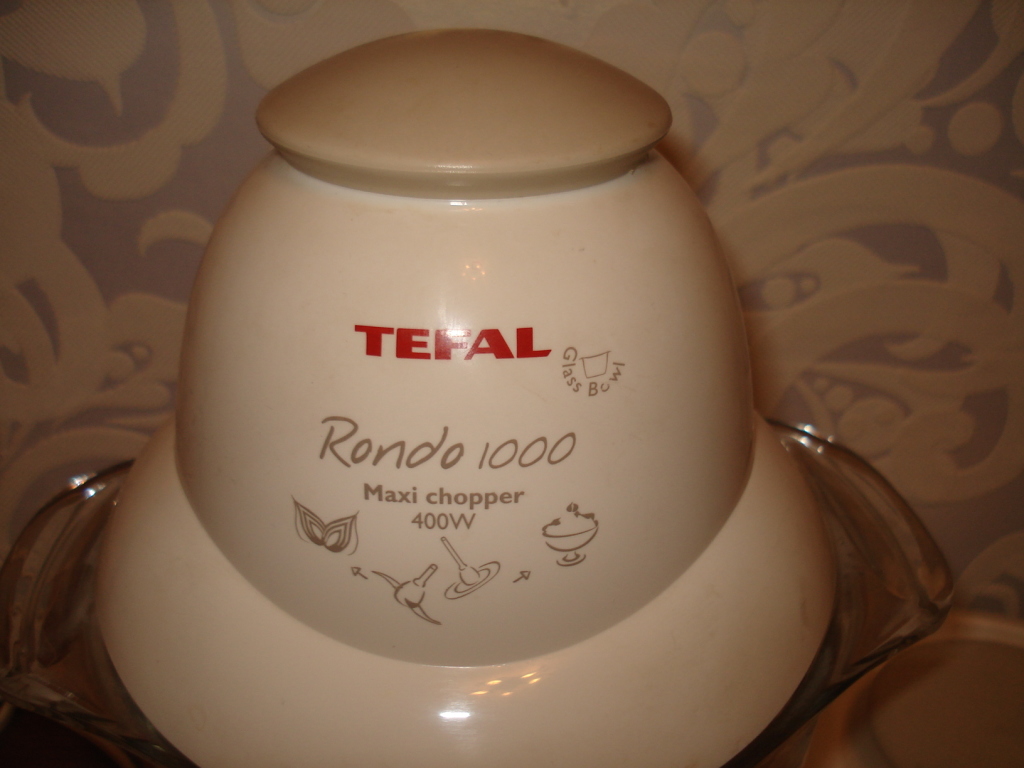 TEFAL
Glass Bowl
Rondo 1000
Maxi chopper
400W